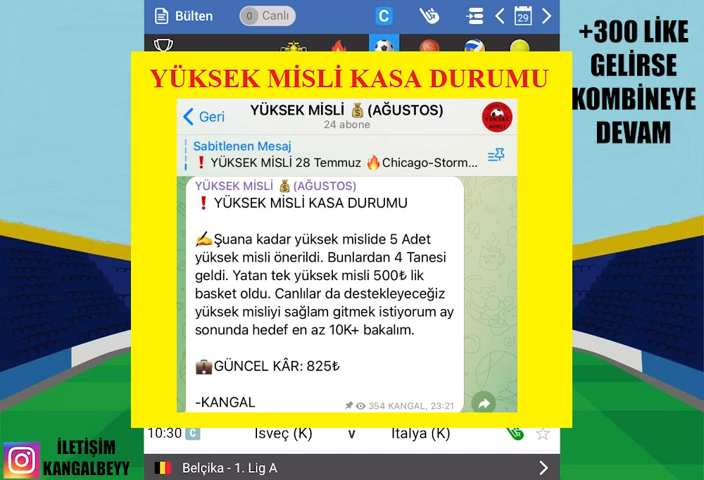 Bülten
0 Canlı
C
29
+300 LİKE
GELİRSE
KOMBİNEYE
DEVAM
YÜKSEK MİSLİ KASA DURUMU
Geri
YÜKSEK MİSLİ 💰(AĞUSTOS)
24 abone
YÜKSEK
MİSLİ
Sabitlenen Mesaj
❗ YÜKSEK MİSLİ 28 Temmuz 🔥Chicago-Storm...
YÜKSEK MİSLİ 💰(AĞUSTOS)
❗ YÜKSEK MİSLİ KASA DURUMU
✍️Şuana kadar yüksek mislide 5 Adet
yüksek misli önerildi. Bunlardan 4 Tanesi
geldi. Yatan tek yüksek misli 500₺ lik
basket oldu. Canlılar da destekleyeceğiz
yüksek misliyi sağlam gitmek istiyorum ay
sonunda hedef en az 10K+ bakalım.
💼GÜNCEL KÂR: 825₺
-KANGAL
354 KANGAL, 23:21
10:30 C İsveç (K) v İtalya (K)
Belçika - 1. Lig A
İLETİŞİM
KANGALBEYY